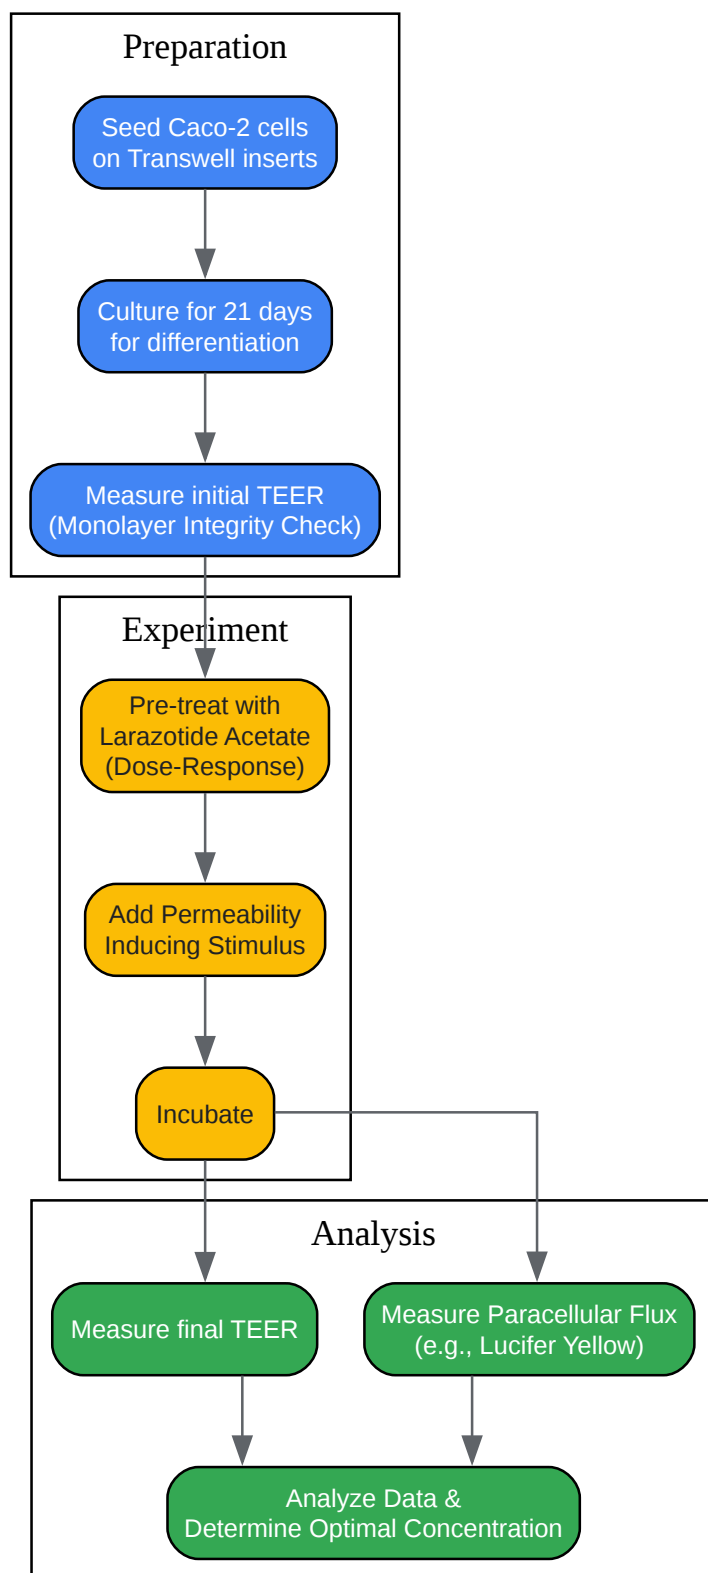 Preparation
Seed Caco-2 cells
on Transwell inserts
Culture for 21 days
for differentiation
Measure initial TEER
(Monolayer Integrity Check)
Experiment
Pre-treat with
Larazotide Acetate
(Dose-Response)
Add Permeability
Inducing Stimulus
Incubate
Analysis
Measure final TEER
Measure Paracellular Flux
(e.g., Lucifer Yellow)
Analyze Data &
Determine Optimal Concentration